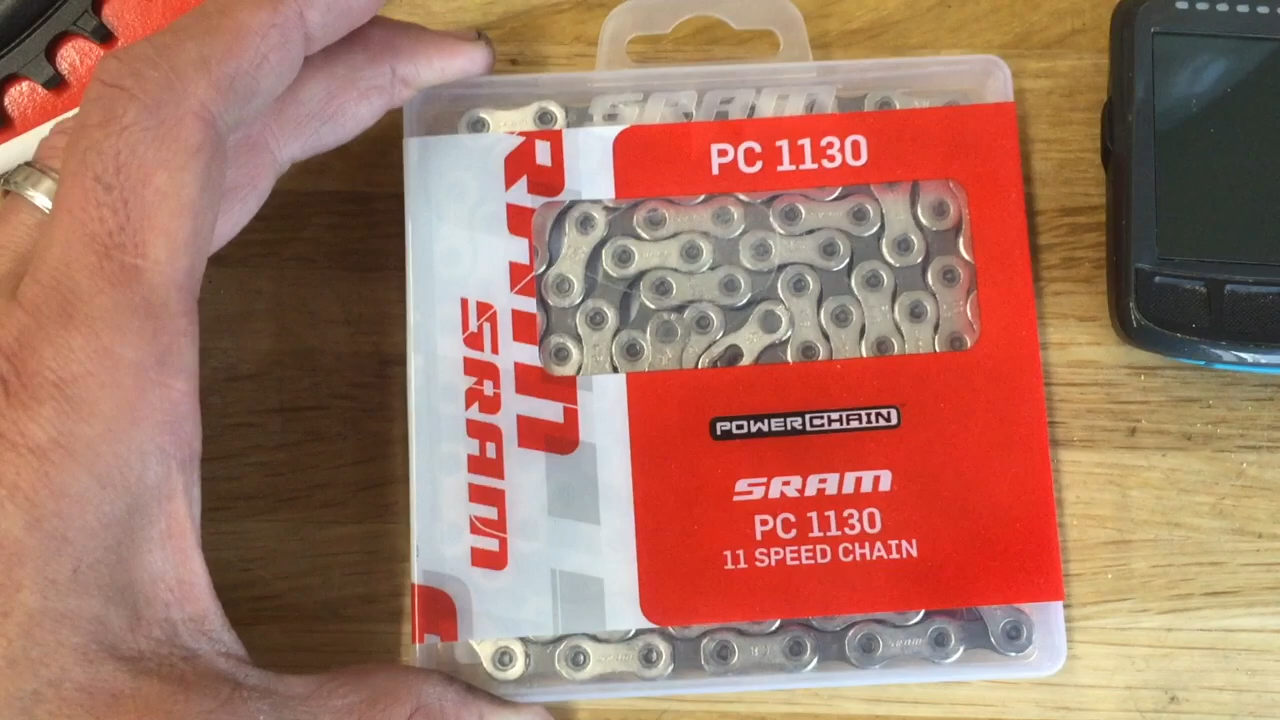 SRAM
PC 1130
SRAM
SRAM
POWERCHAIN
SRAM
PC 1130
11 SPEED CHAIN